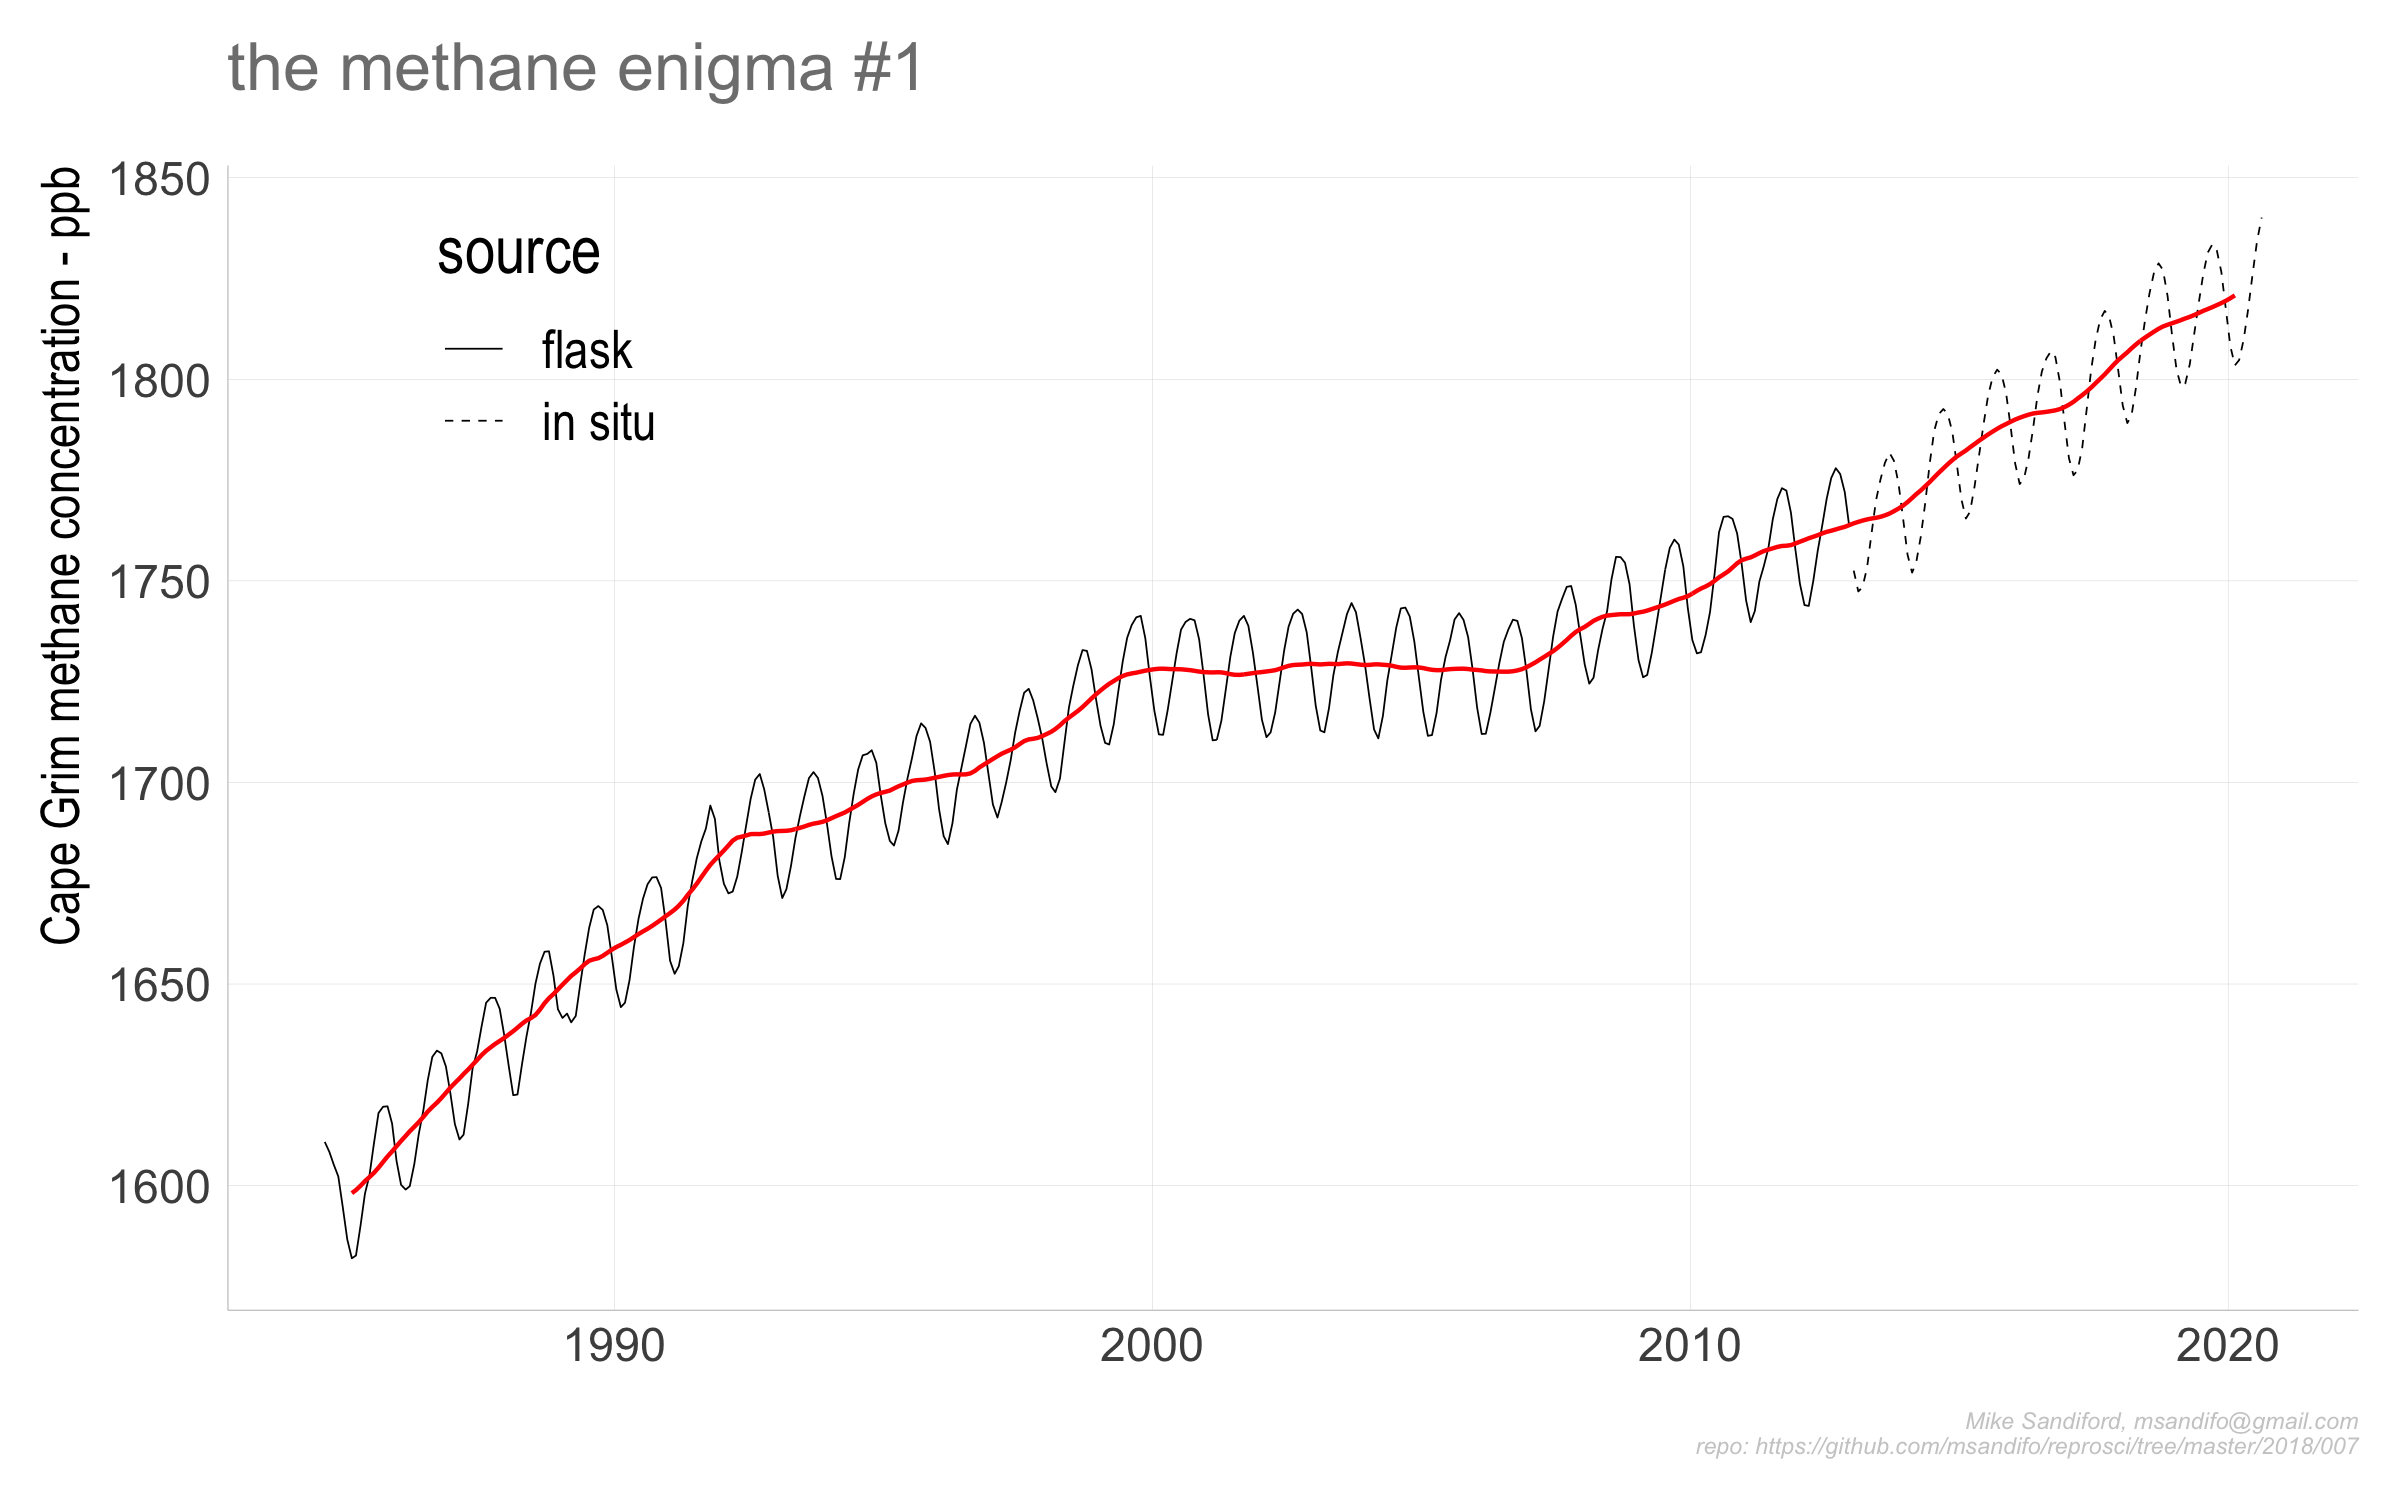 the methane enigma #1
Cape Grim methane concentration - ppb
1850
1800
1750
1700
1650
1600
source
flask
in situ
1990
2000
2010
2020
Mike Sandiford, msandifo@gmail.com
repo: https://github.com/msandifo/reprosci/tree/master/2018/007